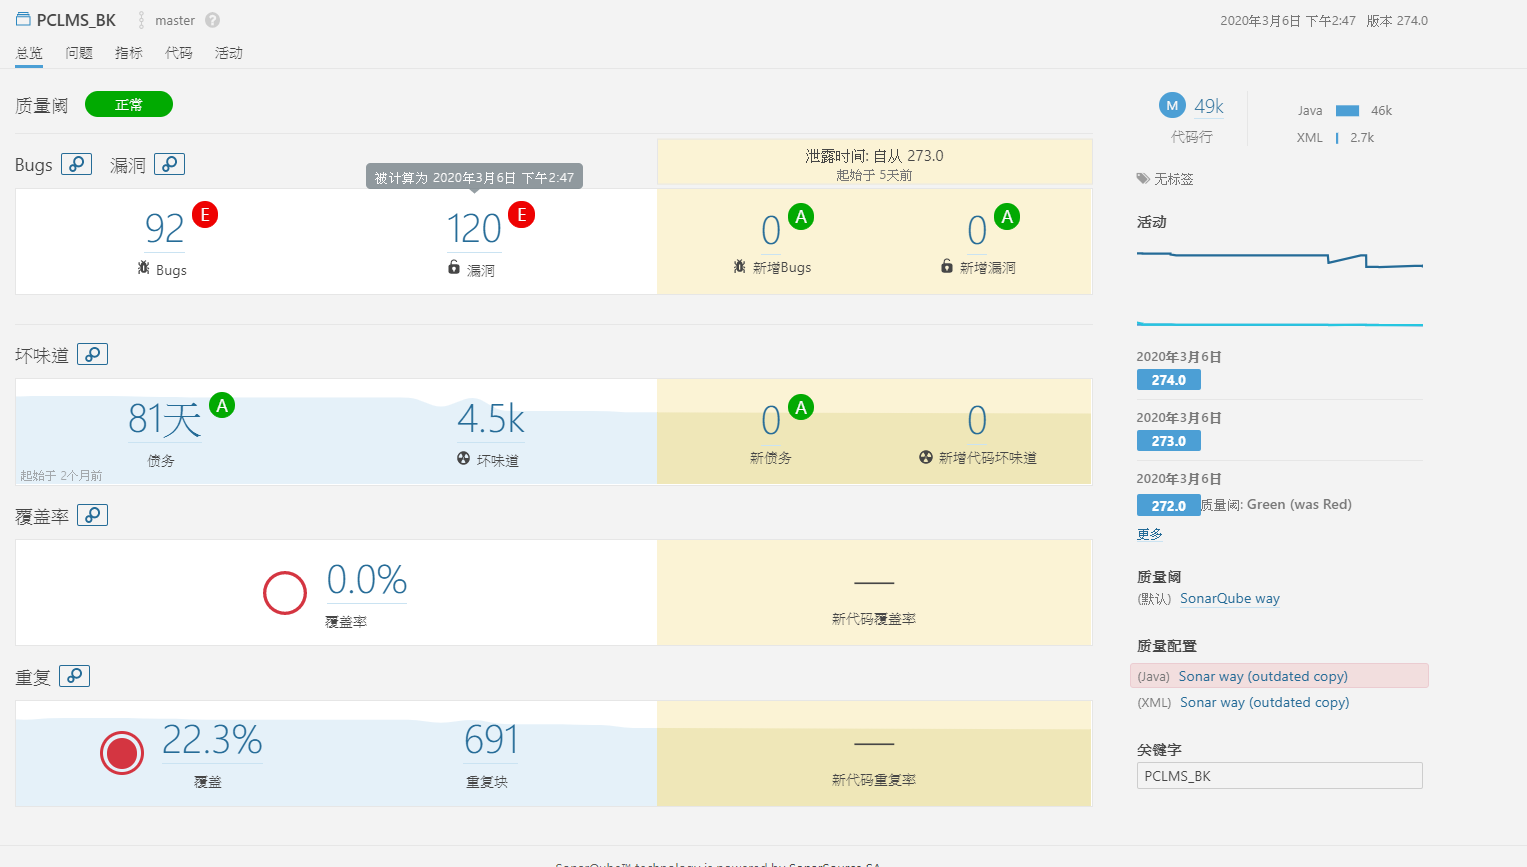 PCLMS_BK master ? 2020年3月6日 下午2:47 版本 274.0
总览 问题 指标 代码 活动
质量阈 正常
Bugs 漏洞
被计算为 2020年3月6日 下午2:47
泄露时间: 自从 273.0
起始于 5天前
92 E 120 E 0 A 0 A
Bugs 漏洞 新增Bugs 新增漏洞
坏味道
81天 A 4.5k 0 A 0
债务 坏味道 新债务 新增代码坏味道
起始于 2个月前
覆盖率
0.0%
覆盖率 新代码覆盖率
重复
22.3% 691
覆盖 重复块 新代码重复率
M 49k
代码行
Java 46k
XML 2.7k
无标签
活动
2020年3月6日
274.0
2020年3月6日
273.0
2020年3月6日
272.0 质量阈: Green (was Red)
更多
质量阈
(默认) SonarQube way
质量配置
(Java) Sonar way (outdated copy)
(XML) Sonar way (outdated copy)
关键字
PCLMS_BK
SonarQube™ technology is powered by SonarSource SA